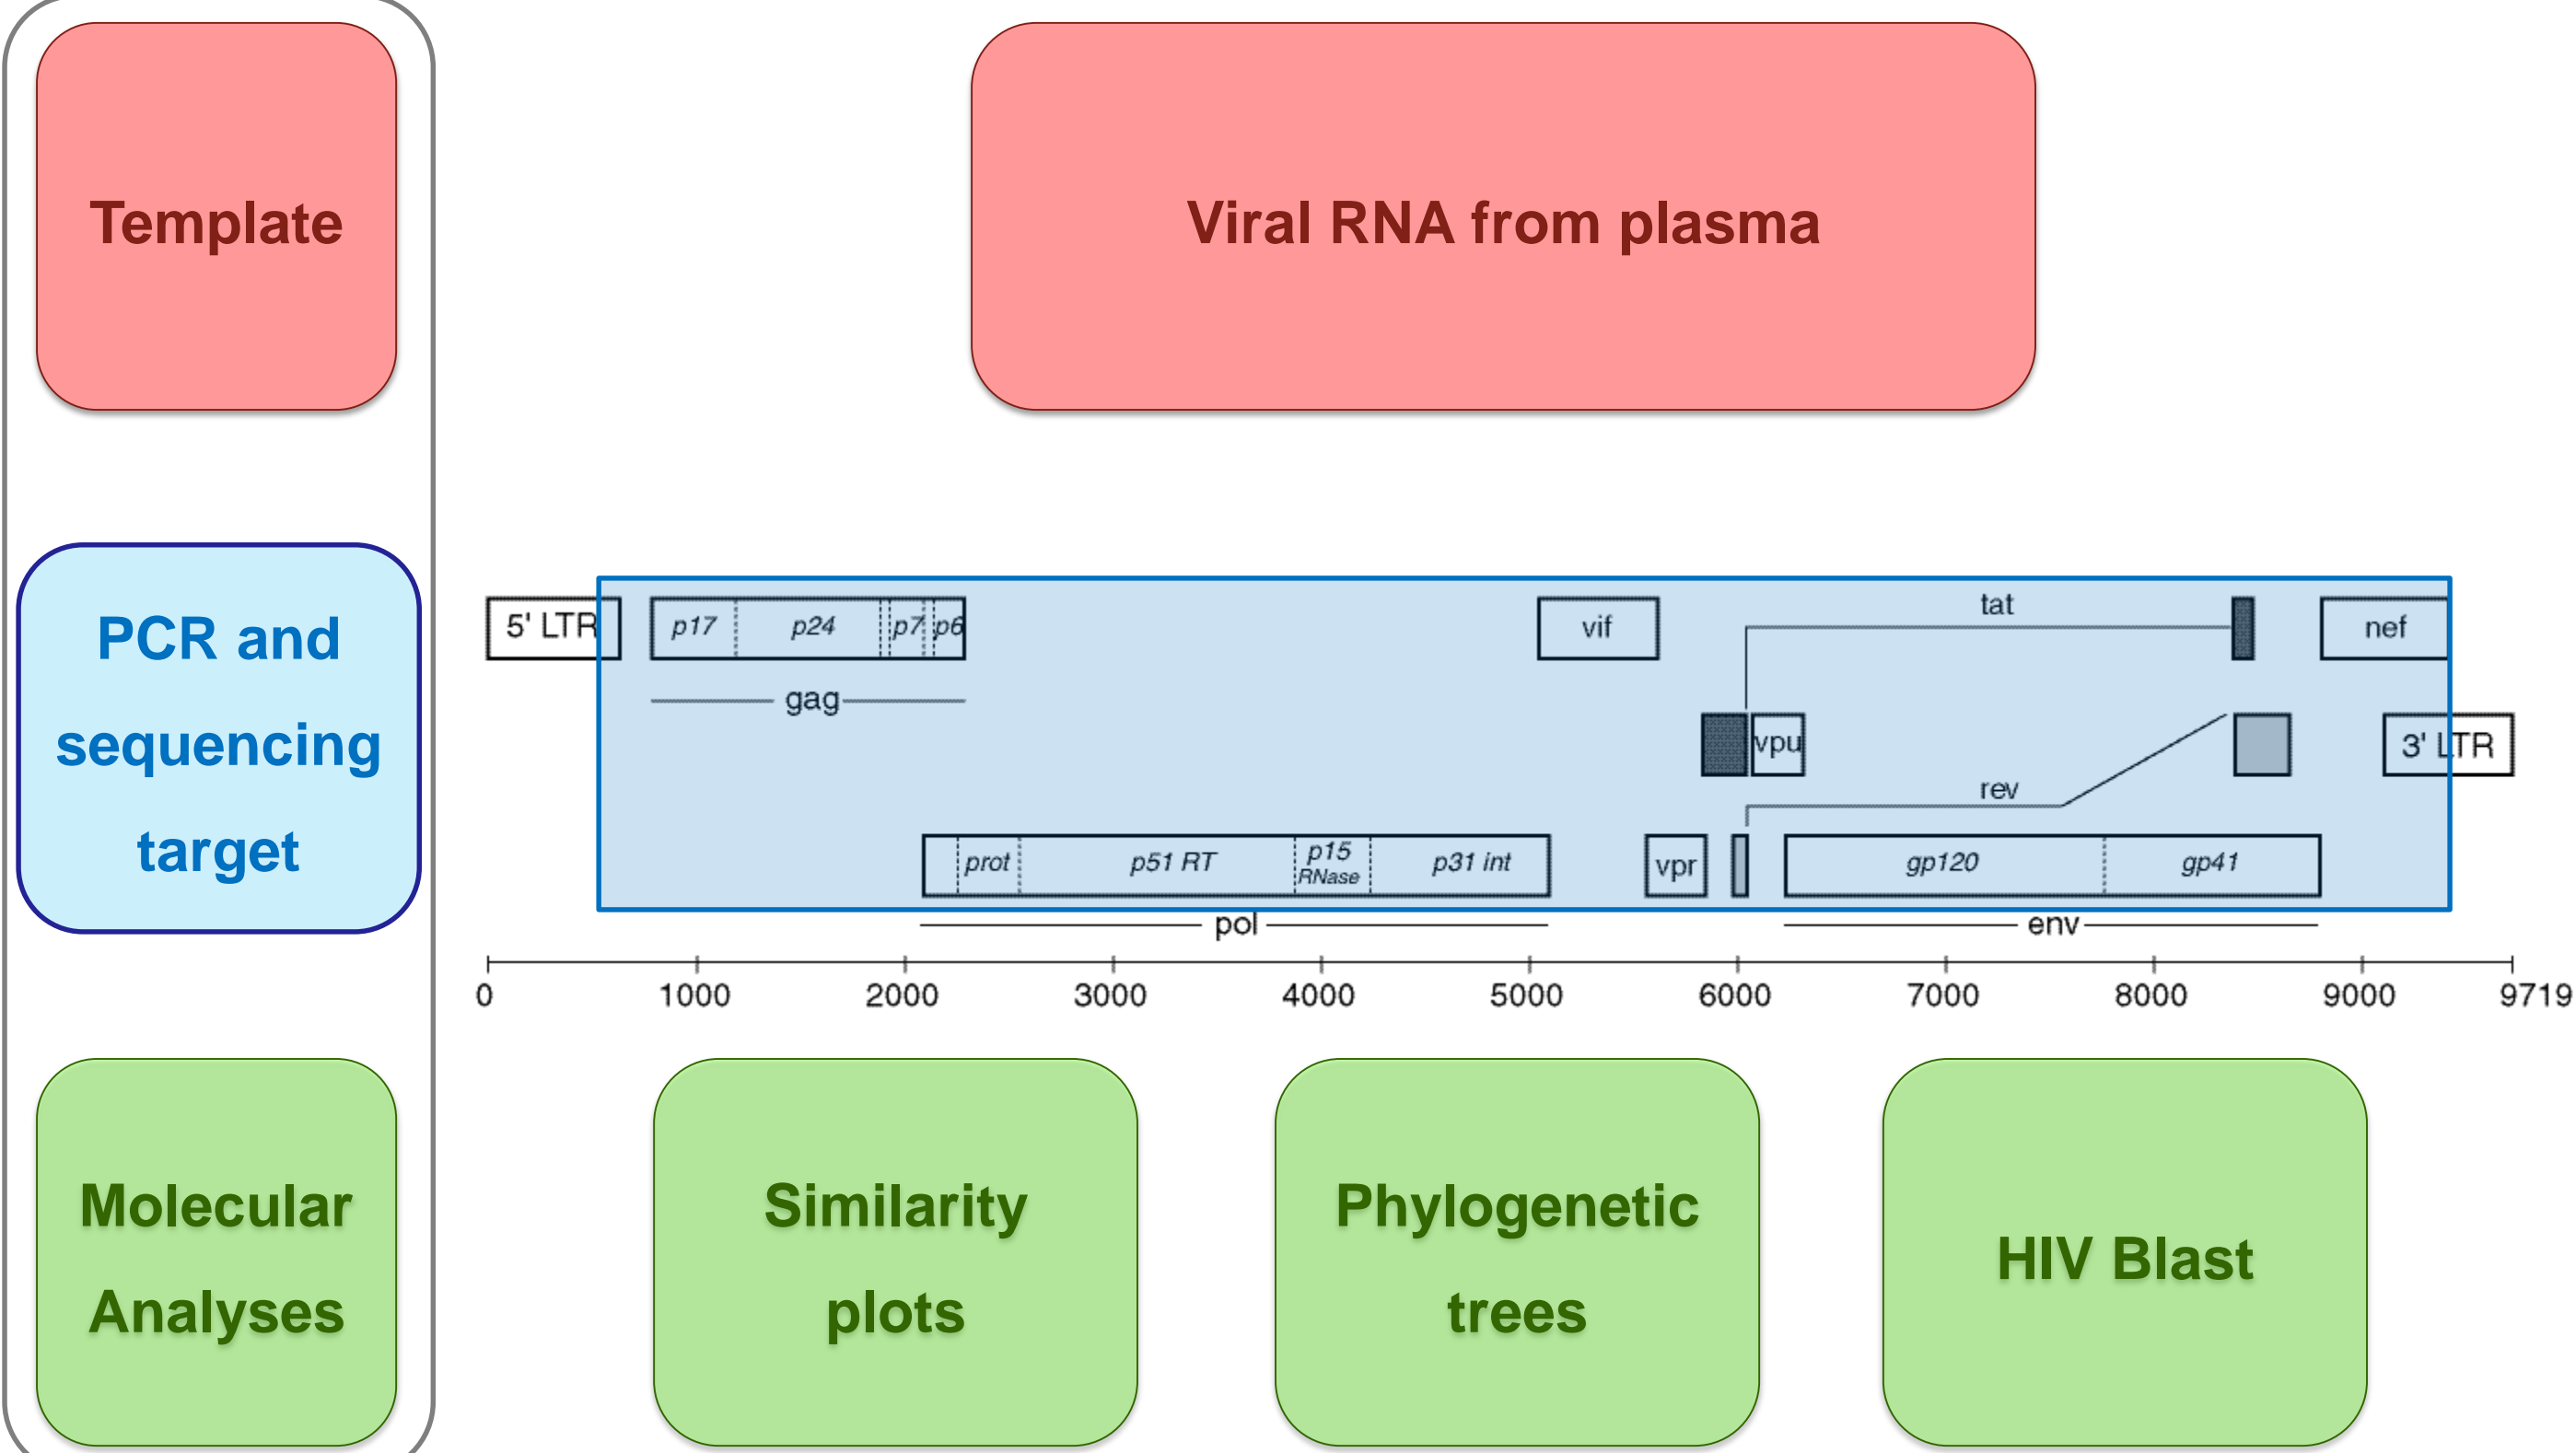 Template
Viral RNA from plasma
PCR and
sequencing
target
5' LTR
p17
p24
p7
p6
gag
vif
tat
nef
vpu
rev
3' LTR
prot
p51 RT
p15
RNase
p31 int
vpr
gp120
gp41
pol
env
0 1000 2000 3000 4000 5000 6000 7000 8000 9000 9719
Molecular
Analyses
Similarity
plots
Phylogenetic
trees
HIV Blast